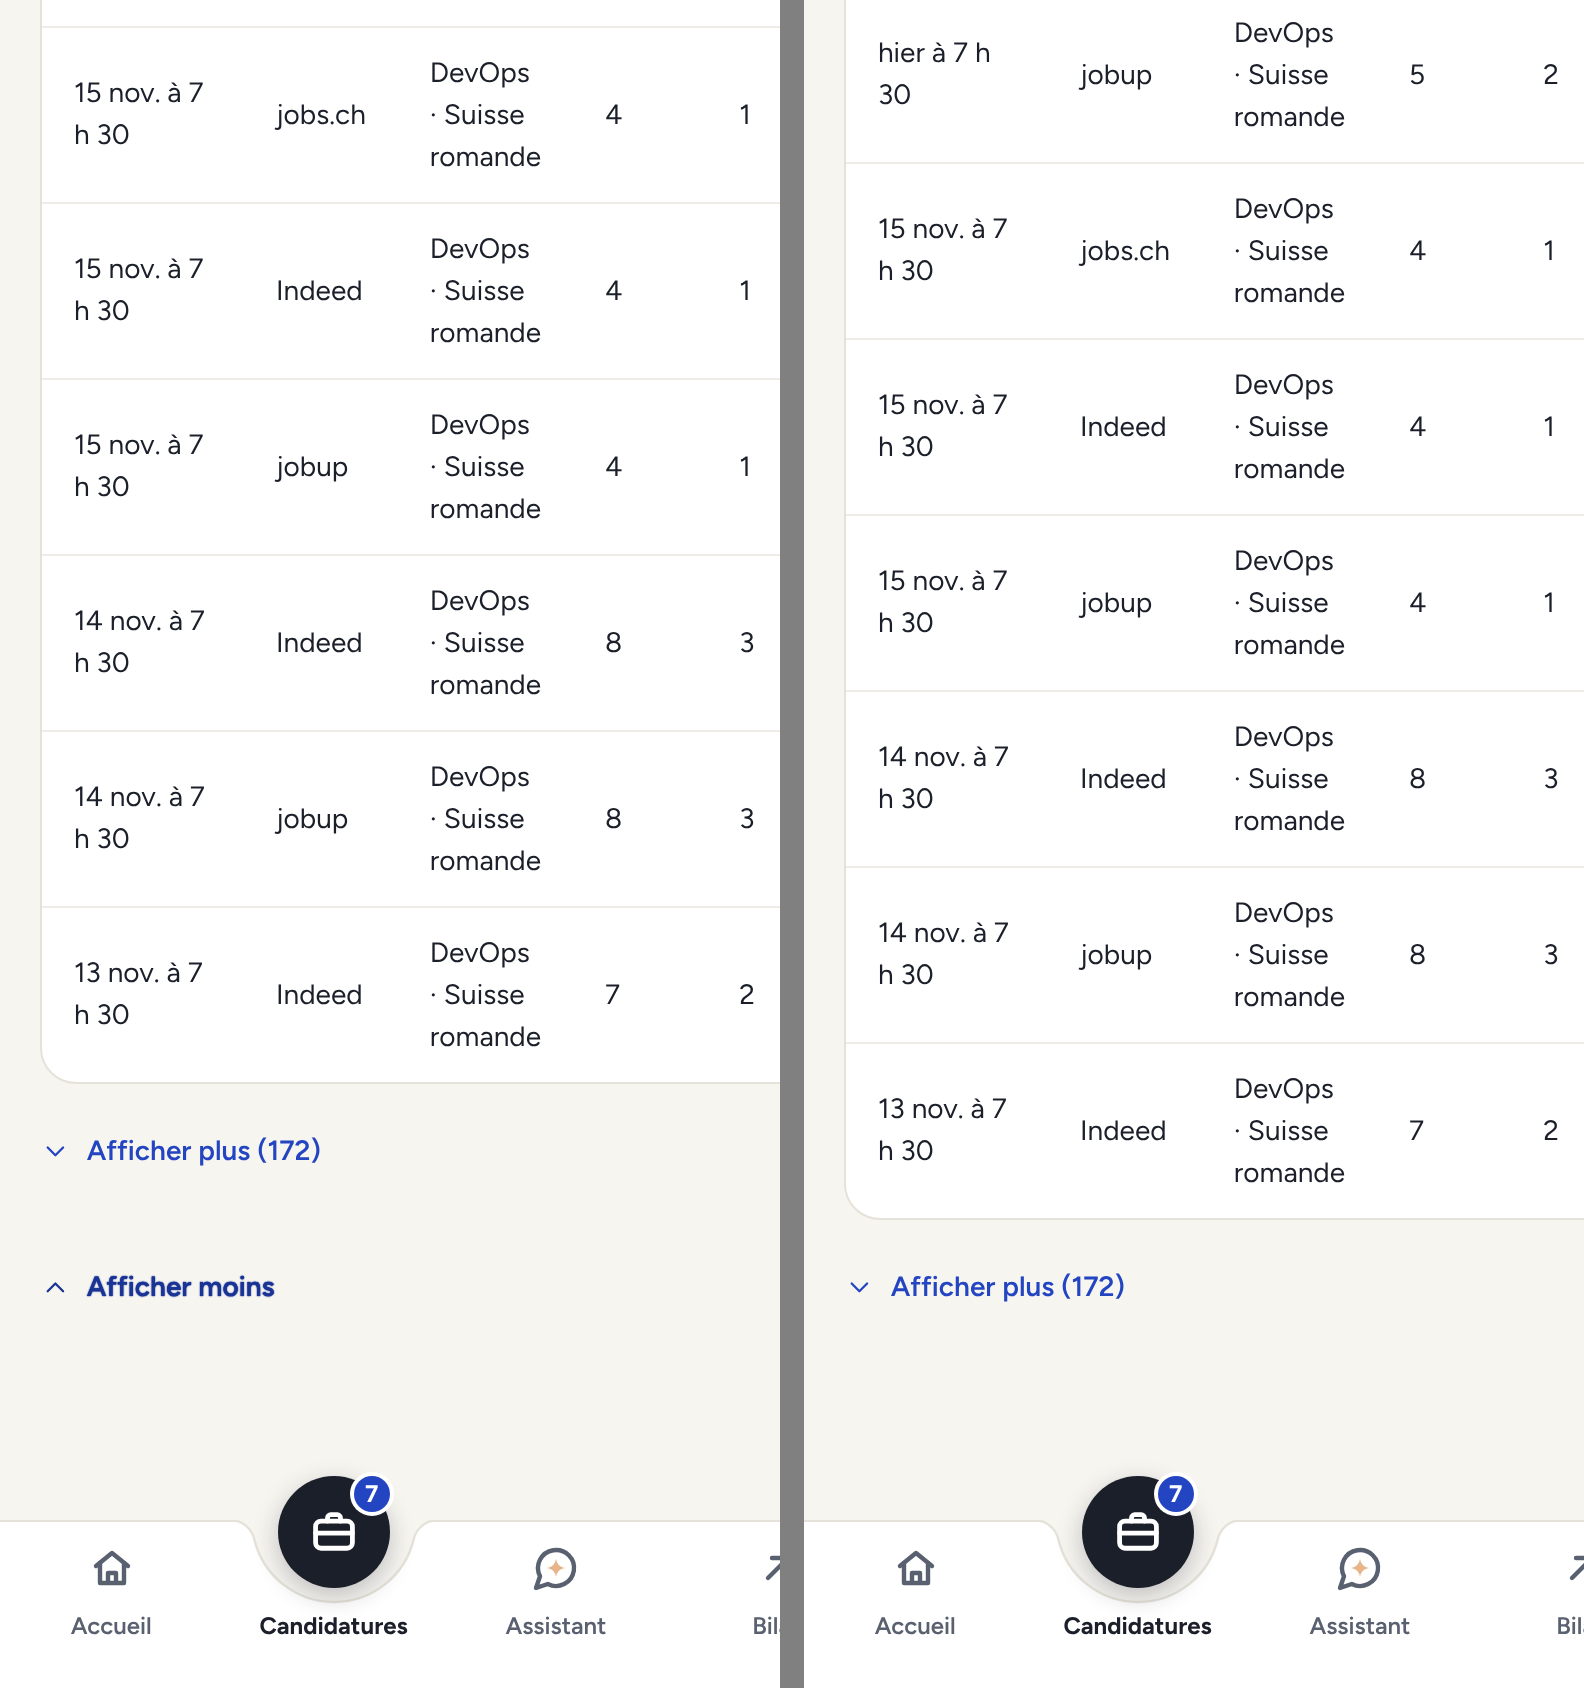 15 nov. à 7
h 30
jobs.ch
DevOps
· Suisse
romande
4
1
15 nov. à 7
h 30
Indeed
DevOps
· Suisse
romande
4
1
15 nov. à 7
h 30
jobup
DevOps
· Suisse
romande
4
1
14 nov. à 7
h 30
Indeed
DevOps
· Suisse
romande
8
3
14 nov. à 7
h 30
jobup
DevOps
· Suisse
romande
8
3
13 nov. à 7
h 30
Indeed
DevOps
· Suisse
romande
7
2
Afficher plus (172)
Afficher moins
7
Accueil
Candidatures
Assistant
hier à 7 h
30
jobup
DevOps
· Suisse
romande
5
2
15 nov. à 7
h 30
jobs.ch
DevOps
· Suisse
romande
4
1
15 nov. à 7
h 30
Indeed
DevOps
· Suisse
romande
4
1
15 nov. à 7
h 30
jobup
DevOps
· Suisse
romande
4
1
14 nov. à 7
h 30
Indeed
DevOps
· Suisse
romande
8
3
14 nov. à 7
h 30
jobup
DevOps
· Suisse
romande
8
3
13 nov. à 7
h 30
Indeed
DevOps
· Suisse
romande
7
2
Afficher plus (172)
7
Accueil
Candidatures
Assistant